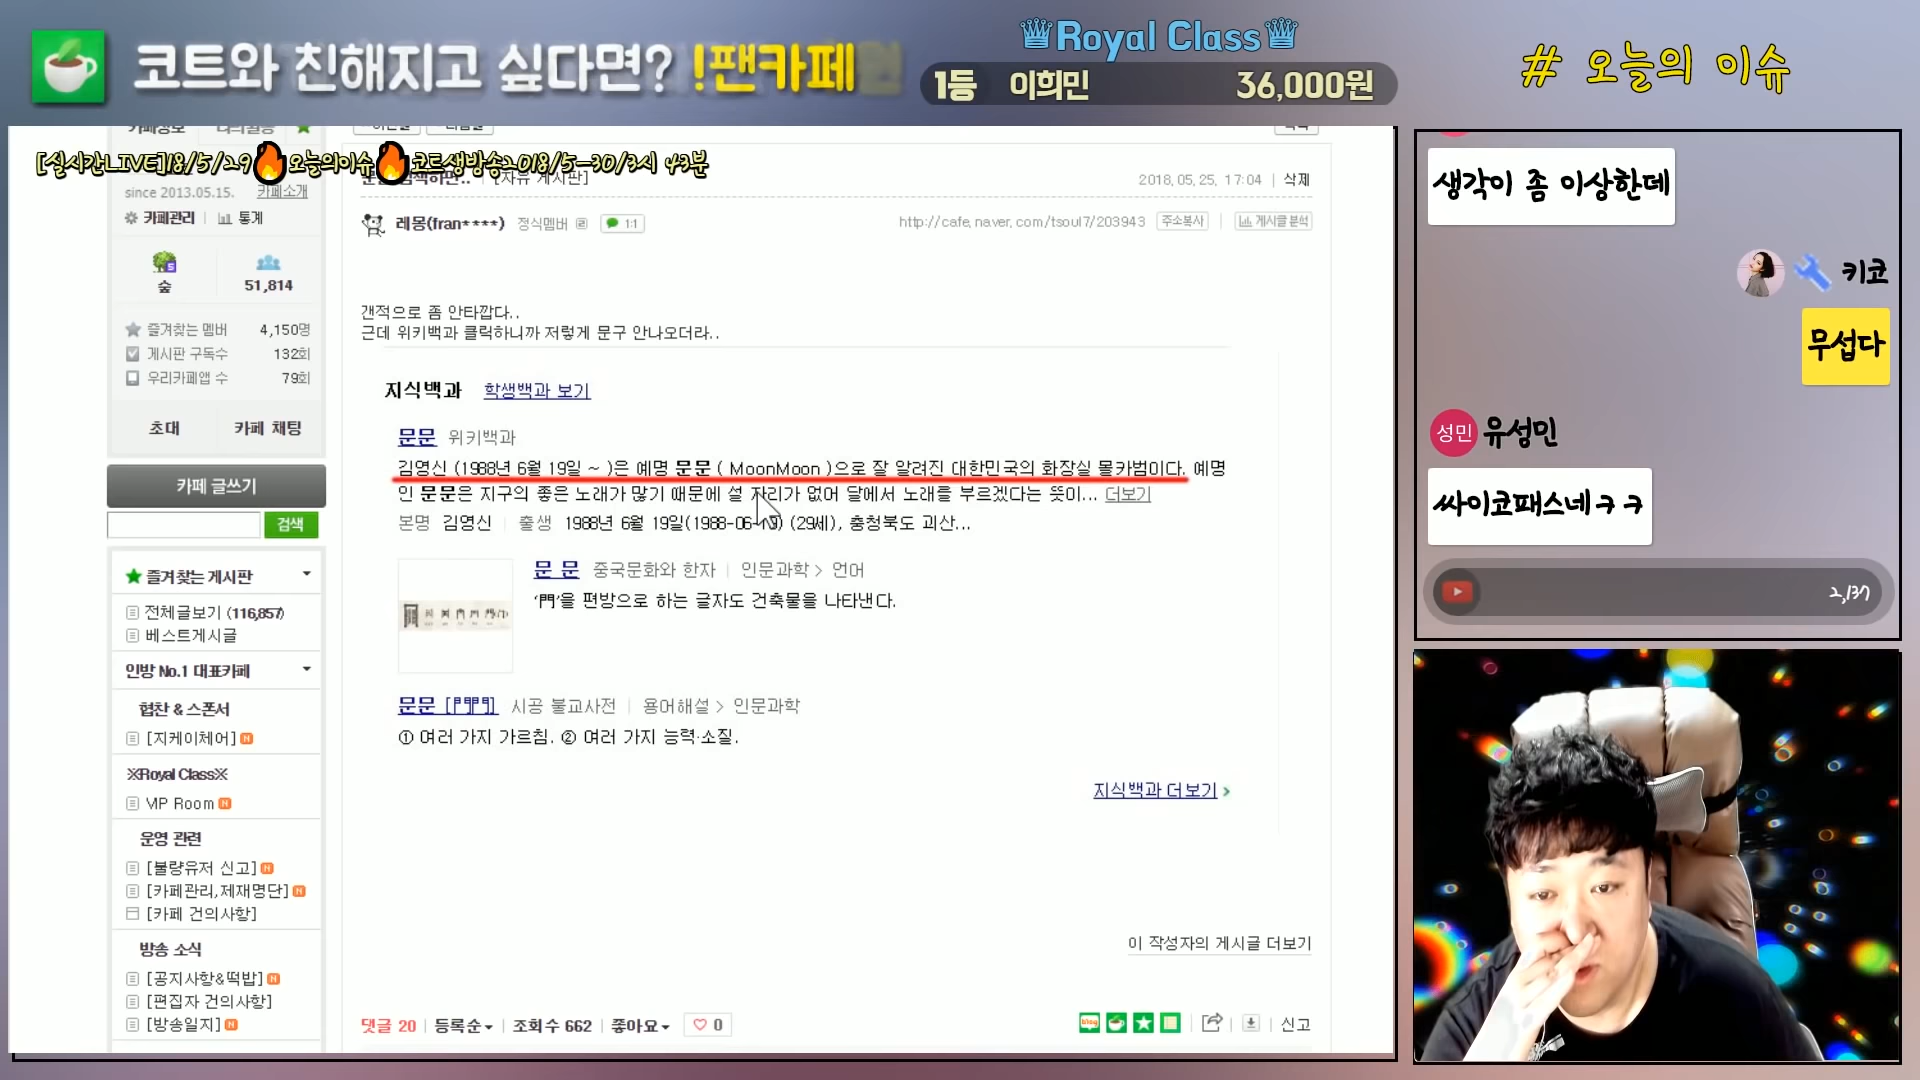 코트와 친해지고 싶다면? !팬카페
♛Royal Class♛
1등 이희민 36,000원
# 오늘의 이슈
[실시간LIVE]18/5/29🔥오늘의이슈🔥코트생방송2018/5-30/3시 43분
since 2013.05.15. 카페소개
카페관리 통계
숲 51,814
즐겨찾는 멤버 4,150명
게시판 구독수 132회
우리카페앱 수 79회
초대 카페 채팅
카페 글쓰기
검색
즐겨찾는 게시판
전체글보기 (116,857)
베스트게시글
인방 No.1 대표카페
협찬 & 스폰서
[지케이체어] N
※Royal Class※
VIP Room N
운영 관련
[불량유저 신고] N
[카페관리,제재명단] N
[카페 건의사항]
방송 소식
[공지사항&떡밥] N
[편집자 건의사항]
[방송일지] N
[자유 게시판] 2018.05.25. 17:04 | 삭제
레몽(fran****) 정식멤버 1:1 http://cafe.naver.com/tsoul7/203943 주소복사 | 게시글 분석
갠적으로 좀 안타깝다..
근데 위키백과 클릭하니까 저렇게 문구 안나오더라..
지식백과 학생백과 보기
문문 위키백과
김영신 (1988년 6월 19일 ~ )은 예명 문문 ( MoonMoon )으로 잘 알려진 대한민국의 화장실 몰카범이다. 예명
인 문문은 지구의 좋은 노래가 많기 때문에 설 자리가 없어 달에서 노래를 부르겠다는 뜻이... 더보기
본명 김영신 | 출생 1988년 6월 19일(1988-06-19) (29세), 충청북도 괴산...
문 문 중국문화와 한자 | 인문과학 > 언어
'門'을 편방으로 하는 글자도 건축물을 나타낸다.
문문 [門門] 시공 불교사전 | 용어해설 > 인문과학
① 여러 가지 가르침. ② 여러 가지 능력·소질.
지식백과 더보기 >
이 작성자의 게시글 더보기
댓글 20 | 등록순 | 조회수 662 | 좋아요 ♡ 0
blog | 신고
생각이 좀 이상한데
키코
무섭다
성민 유성민
싸이코패스네ㅋㅋ
2,137